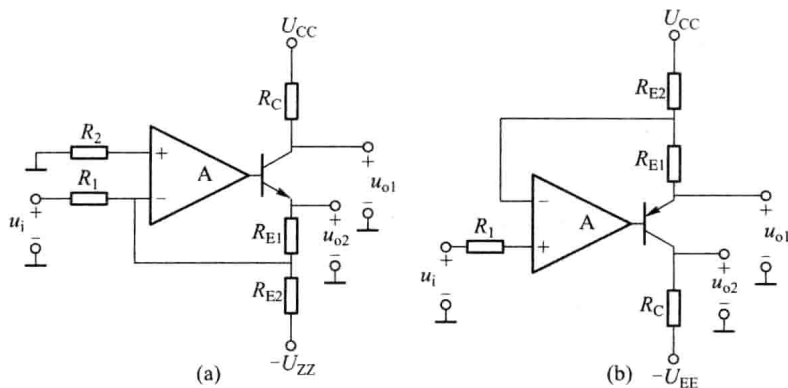 U_CC
R_C
R_2
R_1
+
−
A
+
u_o1
−
+
u_i
−
R_E1
+
u_o2
−
R_E2
−U_ZZ
(a)
U_CC
R_E2
R_E1
−
A
+
R_1
+
u_i
−
+
u_o1
−
+
u_o2
−
R_C
−U_EE
(b)